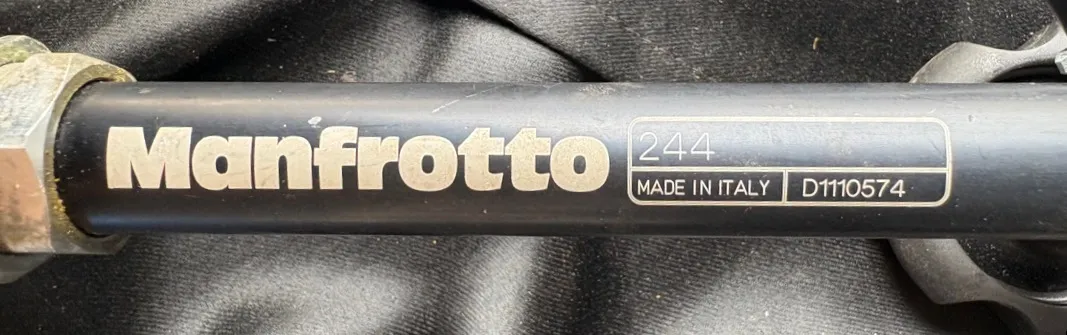 Manfrotto
244
MADE IN ITALY D1110574